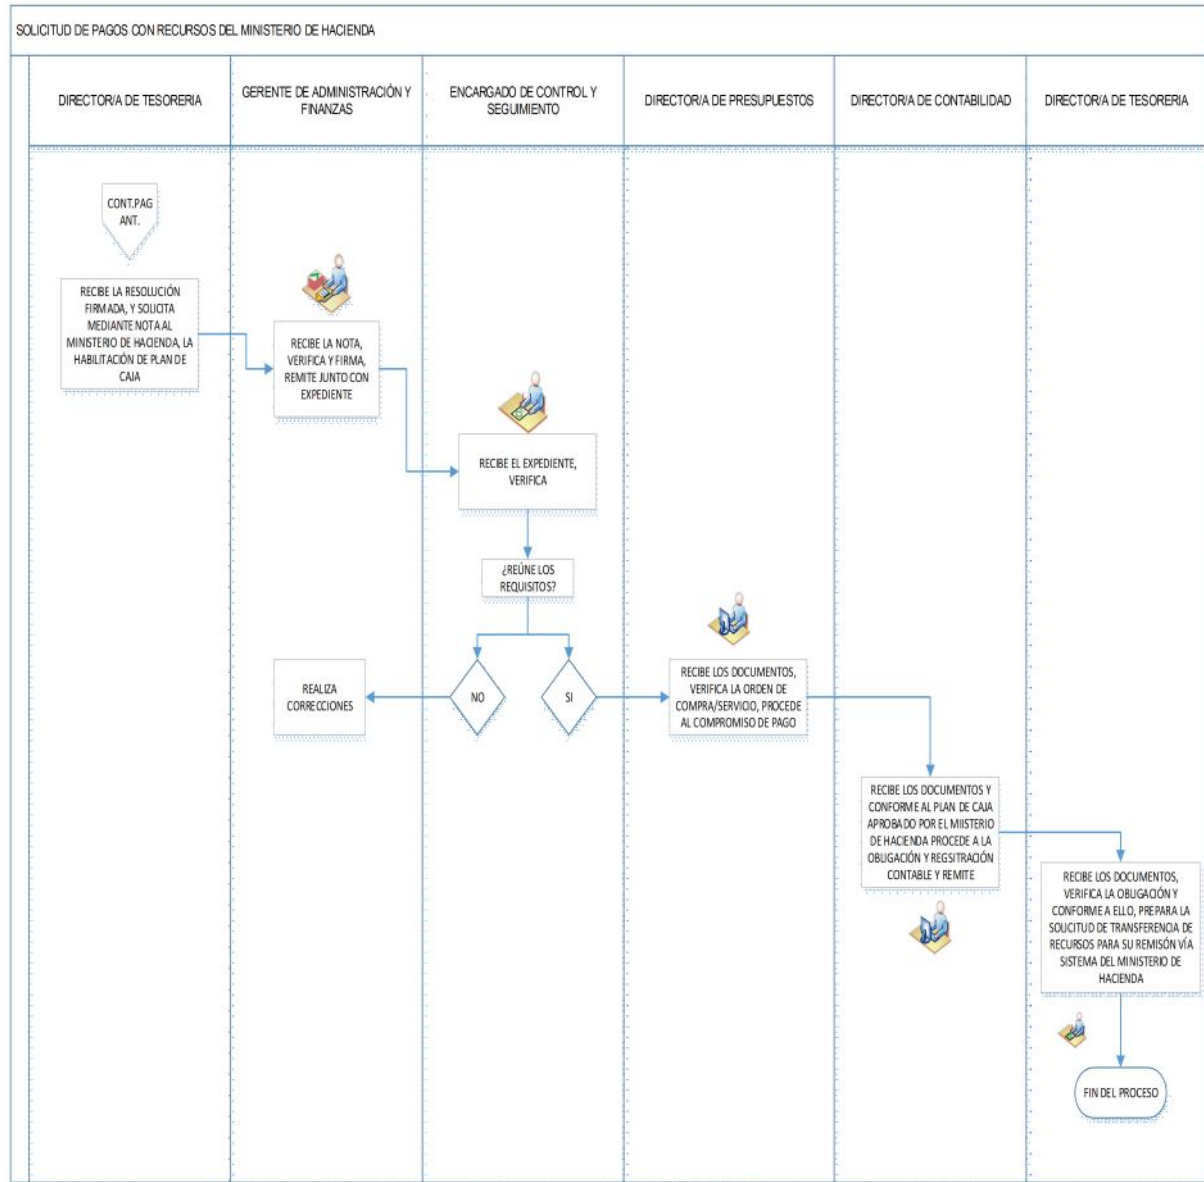 SOLICITUD DE PAGOS CON RECURSOS DEL MINISTERIO DE HACIENDA
DIRECTOR/A DE TESORERIA
GERENTE DE ADMINISTRACIÓN Y
FINANZAS
ENCARGADO DE CONTROL Y
SEGUIMIENTO
DIRECTOR/A DE PRESUPUESTOS
DIRECTOR/A DE CONTABILIDAD
DIRECTOR/A DE TESORERIA
CONT.PAG
ANT.
RECIBE LA RESOLUCIÓN
FIRMADA, Y SOLICITA
MEDIANTE NOTA AL
MINISTERIO DE HACIENDA, LA
HABILITACIÓN DE PLAN DE
CAJA
RECIBE LA NOTA,
VERIFICA Y FIRMA,
REMITE JUNTO CON
EXPEDIENTE
RECIBE EL EXPEDIENTE,
VERIFICA
¿REÚNE LOS
REQUISITOS?
REALIZA
CORRECCIONES
NO
SI
RECIBE LOS DOCUMENTOS,
VERIFICA LA ORDEN DE
COMPRA/SERVICIO, PROCEDE
AL COMPROMISO DE PAGO
RECIBE LOS DOCUMENTOS Y
CONFORME AL PLAN DE CAJA
APROBADO POR EL MIISTERIO
DE HACIENDA PROCEDE A LA
OBLIGACIÓN Y REGSITRACIÓN
CONTABLE Y REMITE
RECIBE LOS DOCUMENTOS,
VERIFICA LA OBLIGACIÓN Y
CONFORME A ELLO, PREPARA LA
SOLICITUD DE TRANSFERENCIA DE
RECURSOS PARA SU REMISÓN VÍA
SISTEMA DEL MINISTERIO DE
HACIENDA
FIN DEL PROCESO